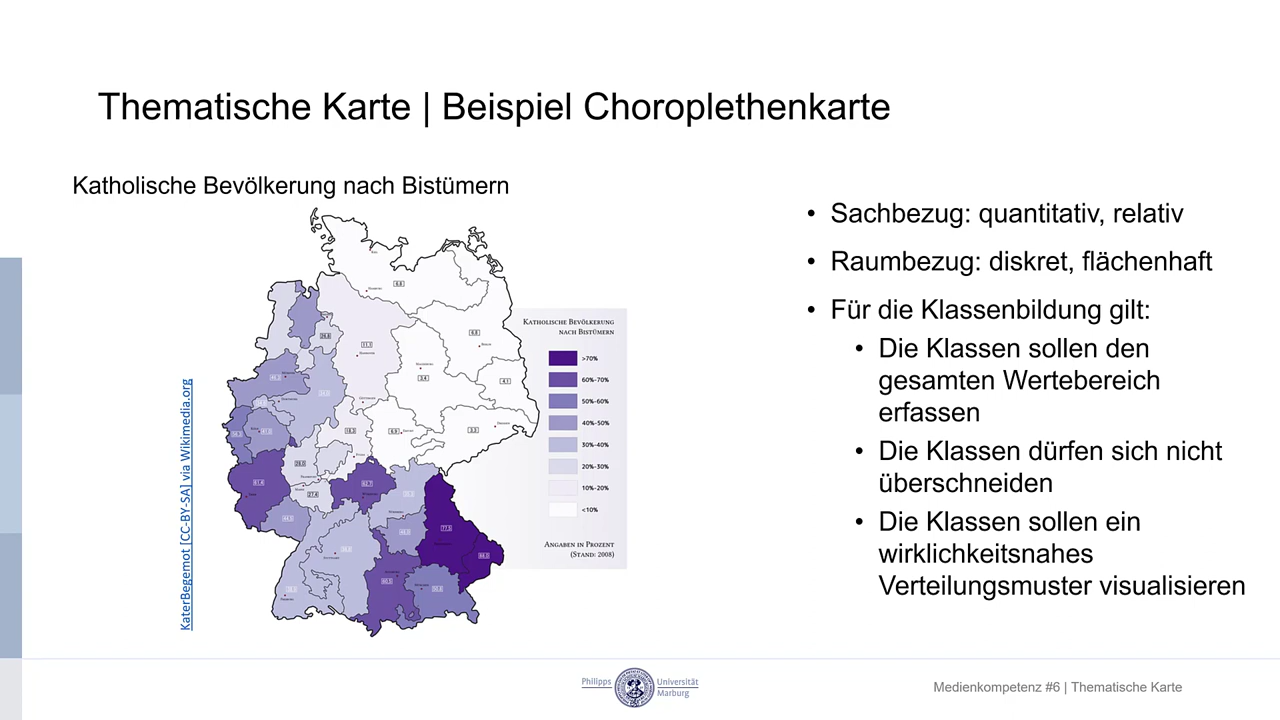 Thematische Karte | Beispiel Choroplethenkarte
Katholische Bevölkerung nach Bistümern
KaterBegemot [CC-BY-SA] via Wikimedia.org
Katholische Bevölkerung
nach Bistümern
>70%
60%-70%
50%-60%
40%-50%
30%-40%
20%-30%
10%-20%
<10%
Angaben in Prozent
(Stand: 2008)
• Sachbezug: quantitativ, relativ
• Raumbezug: diskret, flächenhaft
• Für die Klassenbildung gilt:
• Die Klassen sollen den
gesamten Wertebereich
erfassen
• Die Klassen dürfen sich nicht
überschneiden
• Die Klassen sollen ein
wirklichkeitsnahes
Verteilungsmuster visualisieren
Philipps Universität
Marburg
Medienkompetenz #6 | Thematische Karte